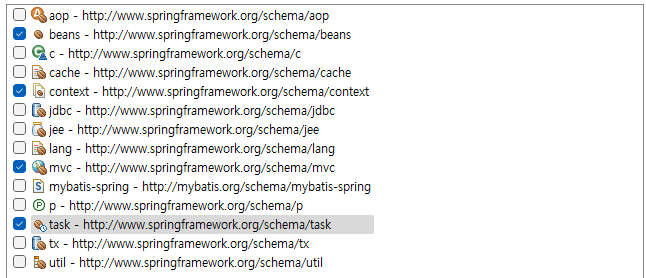 aop - http://www.springframework.org/schema/aop
beans - http://www.springframework.org/schema/beans
c - http://www.springframework.org/schema/c
cache - http://www.springframework.org/schema/cache
context - http://www.springframework.org/schema/context
jdbc - http://www.springframework.org/schema/jdbc
jee - http://www.springframework.org/schema/jee
lang - http://www.springframework.org/schema/lang
mvc - http://www.springframework.org/schema/mvc
mybatis-spring - http://mybatis.org/schema/mybatis-spring
p - http://www.springframework.org/schema/p
task - http://www.springframework.org/schema/task
tx - http://www.springframework.org/schema/tx
util - http://www.springframework.org/schema/util